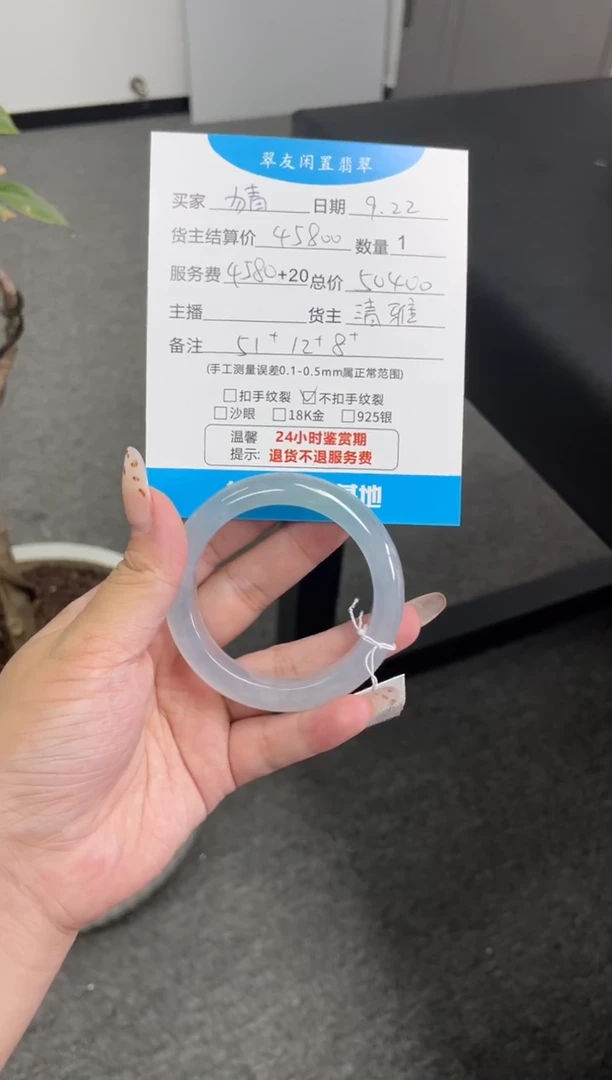 翠友闲置翡翠
买家 婧 日期 9.22
货主结算价 45800 数量 1
服务费 4580+20 总价 50400
主播 货主 清雅
备注 51⁺ 12⁺ 8⁺
(手工测量误差0.1-0.5mm属正常范围)
□扣手纹裂 ☑不扣手纹裂
□沙眼 □18K金 □925银
温馨 24小时鉴赏期
提示: 退货不退服务费
基地